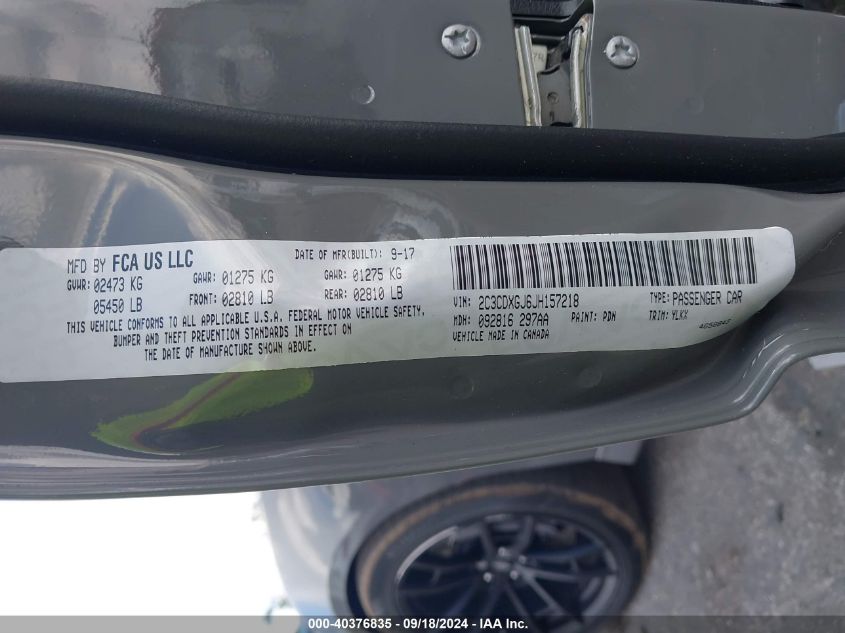 MFD BY FCA US LLC
DATE OF MFR(BUILT): 9-17
GVWR: 02473 KG
GAWR: 01275 KG
GAWR: 01275 KG
05450 LB
FRONT: 02810 LB
REAR: 02810 LB
THIS VEHICLE CONFORMS TO ALL APPLICABLE U.S.A. FEDERAL MOTOR VEHICLE SAFETY,
BUMPER AND THEFT PREVENTION STANDARDS IN EFFECT ON
THE DATE OF MANUFACTURE SHOWN ABOVE.
VIN: 2C3CDXGJ6JH157218
TYPE: PASSENGER CAR
MDH: 092816 297AA
PAINT: PDN
TRIM: YLKX
VEHICLE MADE IN CANADA
000-40376835 - 09/18/2024 - IAA Inc.